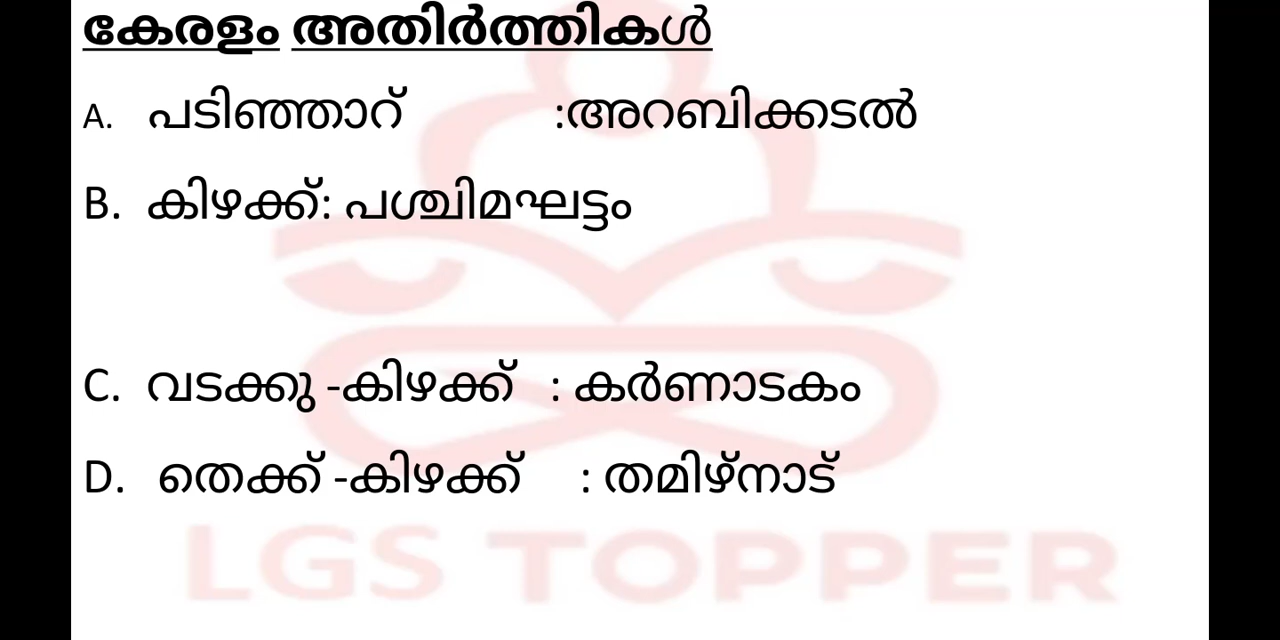 കേരളം അതിർത്തികൾ
A. പടിഞ്ഞാറ് :അറബിക്കടൽ
B. കിഴക്ക്: പശ്ചിമഘട്ടം
C. വടക്കു -കിഴക്ക് : കർണാടകം
D. തെക്ക് -കിഴക്ക് : തമിഴ്നാട്
LGS TOPPER